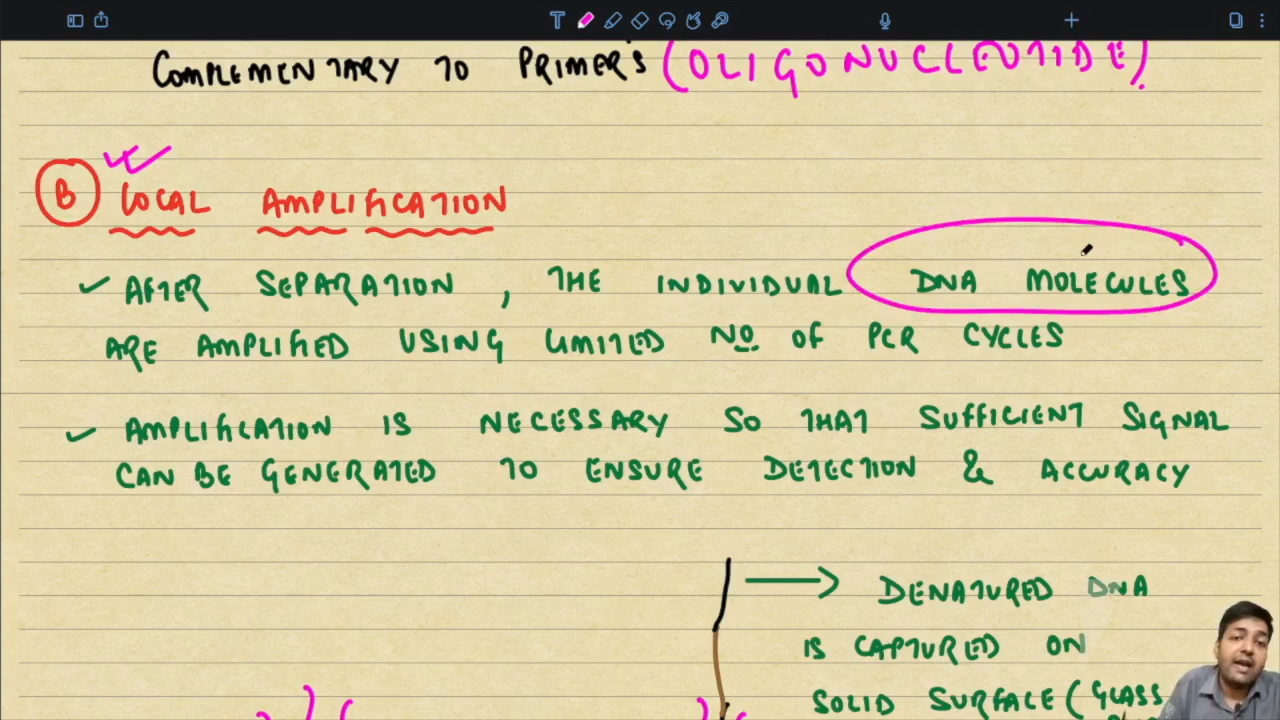 COMPLEMENTARY TO PRIMER'S (OLIGONUCLEOTIDE)
B LOCAL AMPLIFICATION
AFTER SEPARATION, THE INDIVIDUAL DNA MOLECULES
ARE AMPLIFIED USING LIMITED NO OF PCR CYCLES
AMPLIFICATION IS NECESSARY SO THAT SUFFICIENT SIGNAL
CAN BE GENERATED TO ENSURE DETECTION & ACCURACY
DENATURED DNA
IS CAPTURED ON
SOLID SURFACE (GLASS